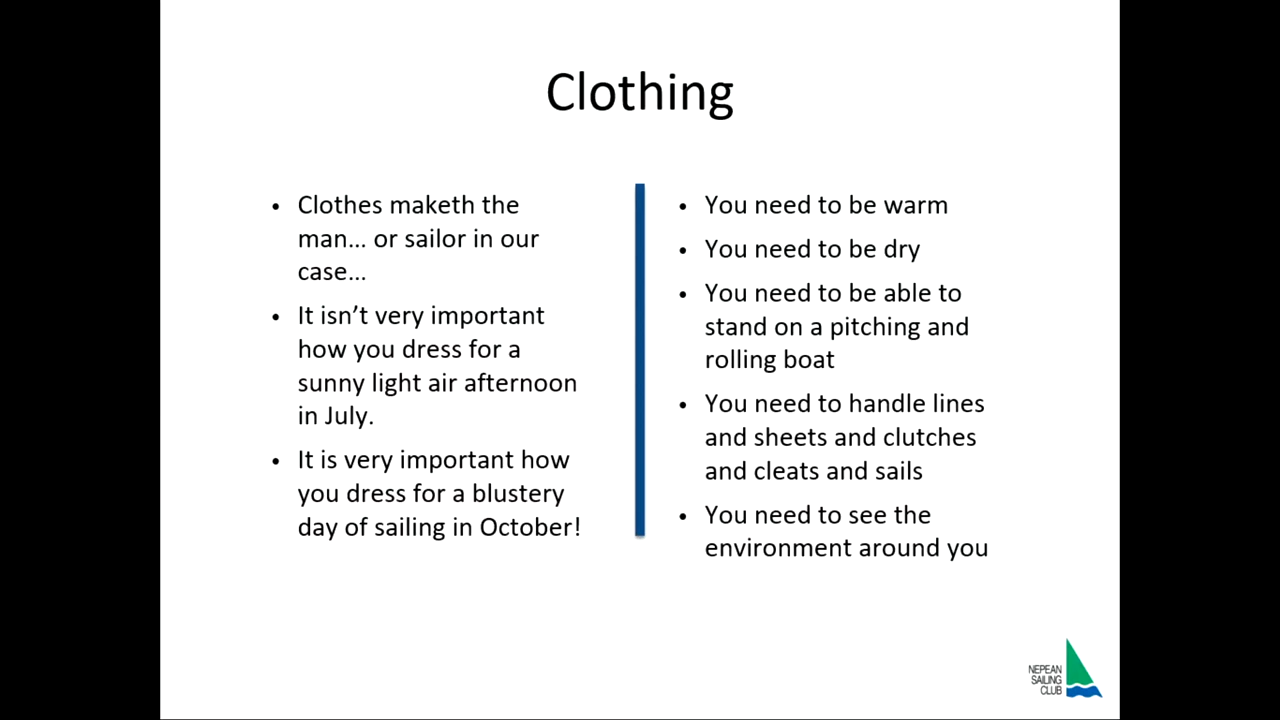 Clothing
• Clothes maketh the
man... or sailor in our
case...
• It isn’t very important
how you dress for a
sunny light air afternoon
in July.
• It is very important how
you dress for a blustery
day of sailing in October!
• You need to be warm
• You need to be dry
• You need to be able to
stand on a pitching and
rolling boat
• You need to handle lines
and sheets and clutches
and cleats and sails
• You need to see the
environment around you
NEPEAN
SAILING
CLUB